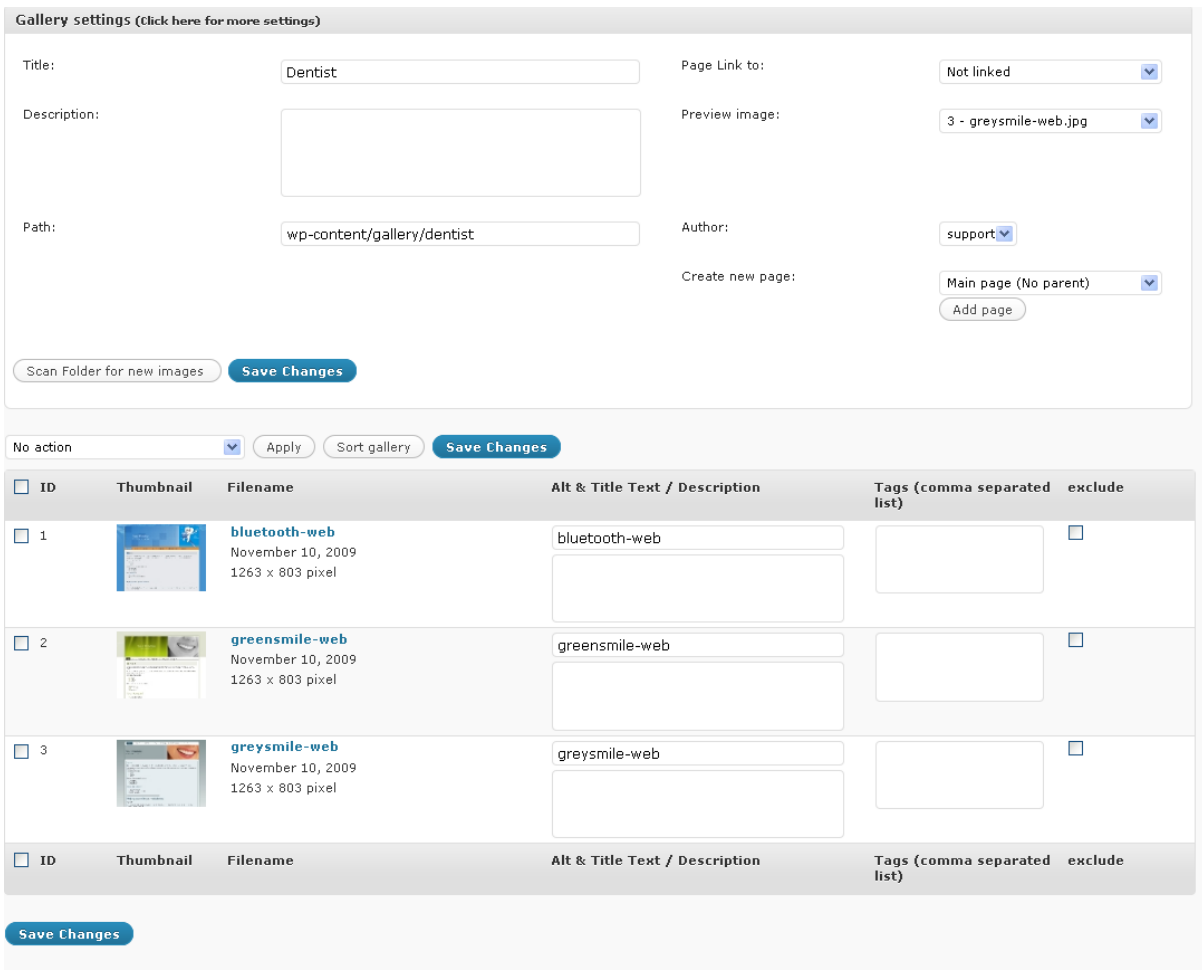 Gallery settings (Click here for more settings)
Title:
Dentist
Page Link to:
Not linked
Description:
Preview image:
3 - greysmile-web.jpg
Path:
wp-content/gallery/dentist
Author:
support
Create new page:
Main page (No parent)
Add page
Scan Folder for new images
Save Changes
No action
Apply
Sort gallery
Save Changes
ID Thumbnail Filename Alt & Title Text / Description Tags (comma separated list) exclude
1
bluetooth-web
November 10, 2009
1263 x 803 pixel
bluetooth-web
2
greensmile-web
November 10, 2009
1263 x 803 pixel
greensmile-web
3
greysmile-web
November 10, 2009
1263 x 803 pixel
greysmile-web
ID Thumbnail Filename Alt & Title Text / Description Tags (comma separated list) exclude
Save Changes